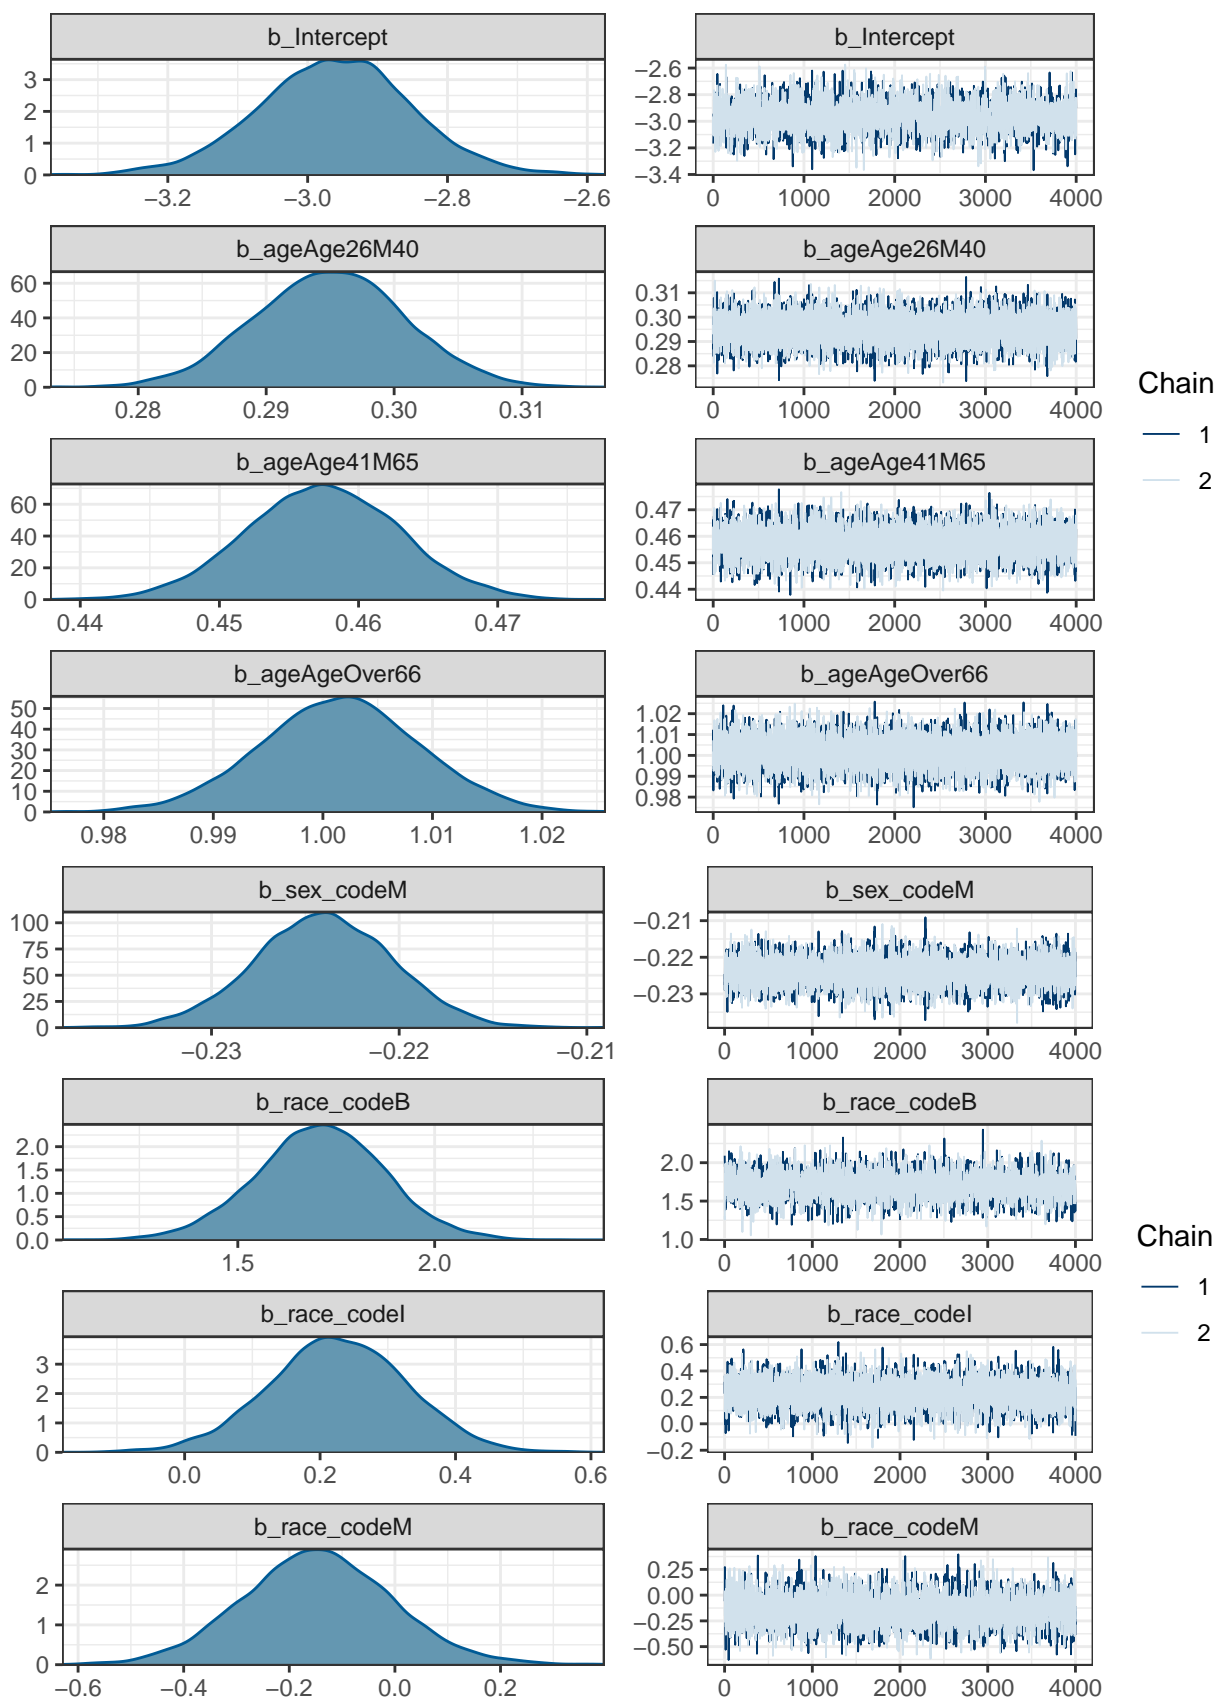 b_Intercept
3
2
1
0
−3.2 −3.0 −2.8 −2.6
b_Intercept
−2.6
−2.8
−3.0
−3.2
−3.4
0 1000 2000 3000 4000
b_ageAge26M40
60
40
20
0
0.28 0.29 0.30 0.31
b_ageAge26M40
0.31
0.30
0.29
0.28
0 1000 2000 3000 4000
b_ageAge41M65
60
40
20
0
0.44 0.45 0.46 0.47
b_ageAge41M65
0.47
0.46
0.45
0.44
0 1000 2000 3000 4000
Chain
1
2
b_ageAgeOver66
50
40
30
20
10
0
0.98 0.99 1.00 1.01 1.02
b_ageAgeOver66
1.02
1.01
1.00
0.99
0.98
0 1000 2000 3000 4000
b_sex_codeM
100
75
50
25
0
−0.23 −0.22 −0.21
b_sex_codeM
−0.21
−0.22
−0.23
0 1000 2000 3000 4000
b_race_codeB
2.0
1.5
1.0
0.5
0.0
1.5 2.0
b_race_codeB
2.0
1.5
1.0
0 1000 2000 3000 4000
b_race_codeI
3
2
1
0
0.0 0.2 0.4 0.6
b_race_codeI
0.6
0.4
0.2
0.0
−0.2
0 1000 2000 3000 4000
Chain
1
2
b_race_codeM
2
1
0
−0.6 −0.4 −0.2 0.0 0.2
b_race_codeM
0.25
0.00
−0.25
−0.50
0 1000 2000 3000 4000